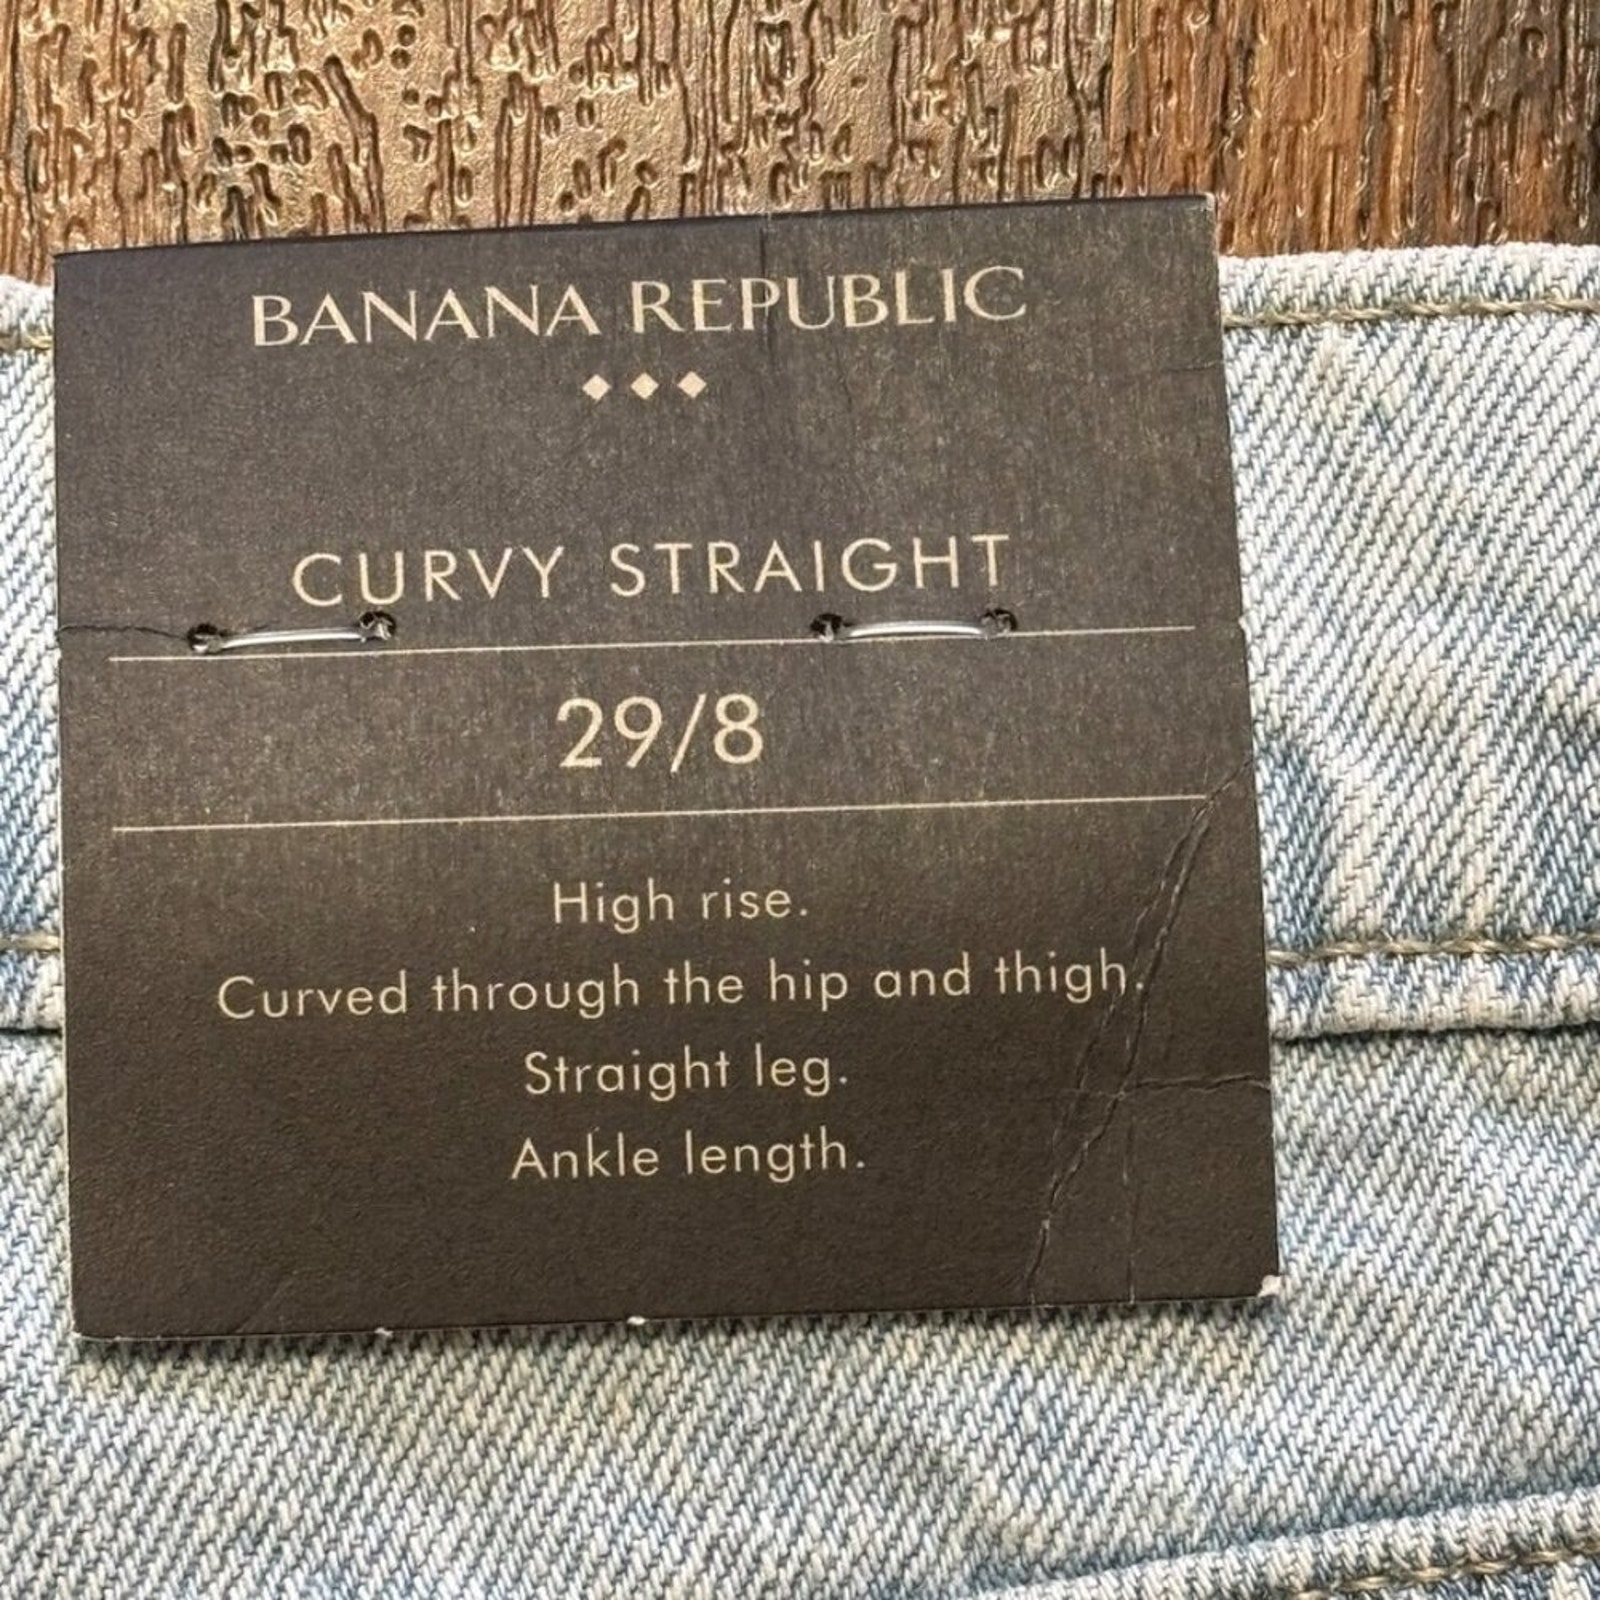 BANANA REPUBLIC
CURVY STRAIGHT
29/8
High rise.
Curved through the hip and thigh.
Straight leg.
Ankle length.